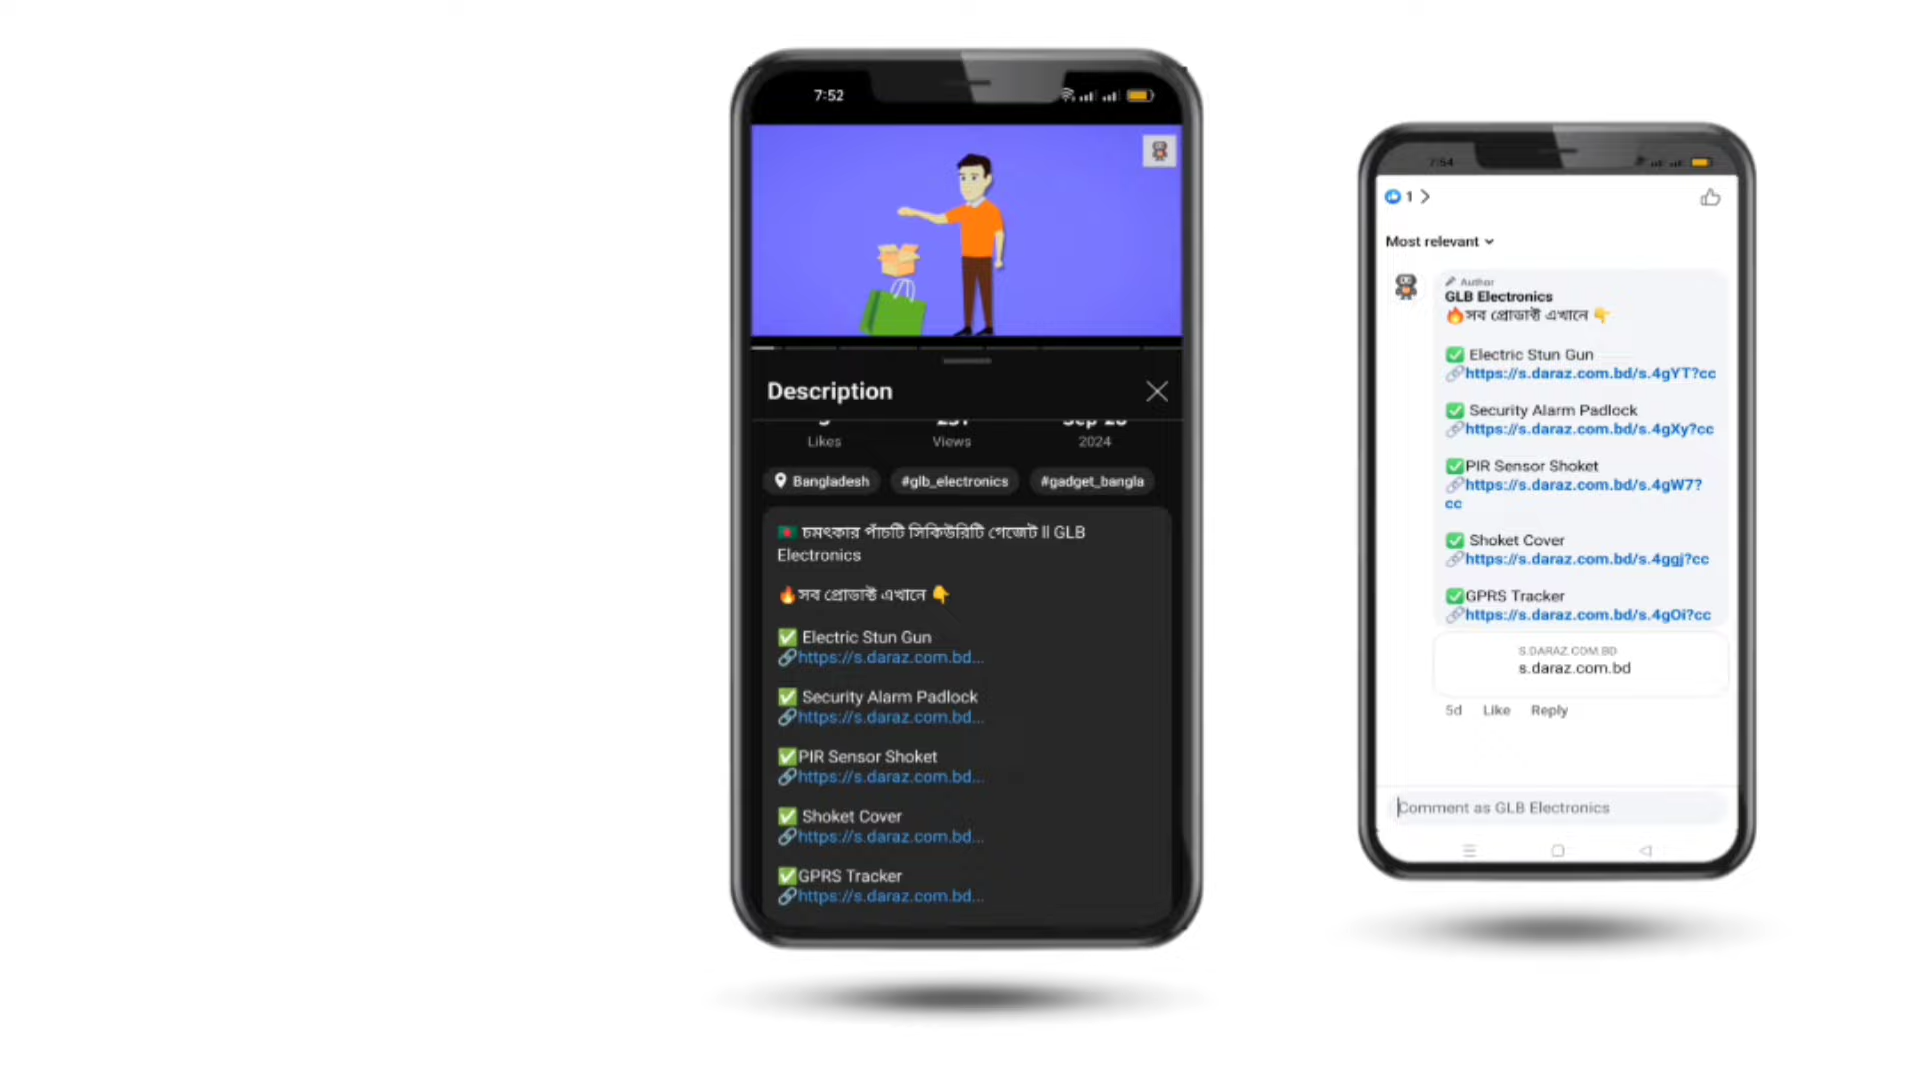 7:52
Description
Likes
Views
2024
Bangladesh
#glb_electronics
#gadget_bangla
🇧🇩 চমৎকার পাঁচটি সিকিউরিটি গেজেট ll GLB
Electronics
🔥সব প্রোডাক্ট এখানে 👇
✅ Electric Stun Gun
🔗https://s.daraz.com.bd...
✅ Security Alarm Padlock
🔗https://s.daraz.com.bd...
✅PIR Sensor Shoket
🔗https://s.daraz.com.bd...
✅ Shoket Cover
🔗https://s.daraz.com.bd...
✅GPRS Tracker
🔗https://s.daraz.com.bd...
7:54
1
Most relevant
Author
GLB Electronics
🔥সব প্রোডাক্ট এখানে 👇
✅ Electric Stun Gun
🔗https://s.daraz.com.bd/s.4gYT?cc
✅ Security Alarm Padlock
🔗https://s.daraz.com.bd/s.4gXy?cc
✅PIR Sensor Shoket
🔗https://s.daraz.com.bd/s.4gW7?
cc
✅ Shoket Cover
🔗https://s.daraz.com.bd/s.4ggj?cc
✅GPRS Tracker
🔗https://s.daraz.com.bd/s.4gOi?cc
S.DARAZ.COM.BD
s.daraz.com.bd
5d Like Reply
Comment as GLB Electronics